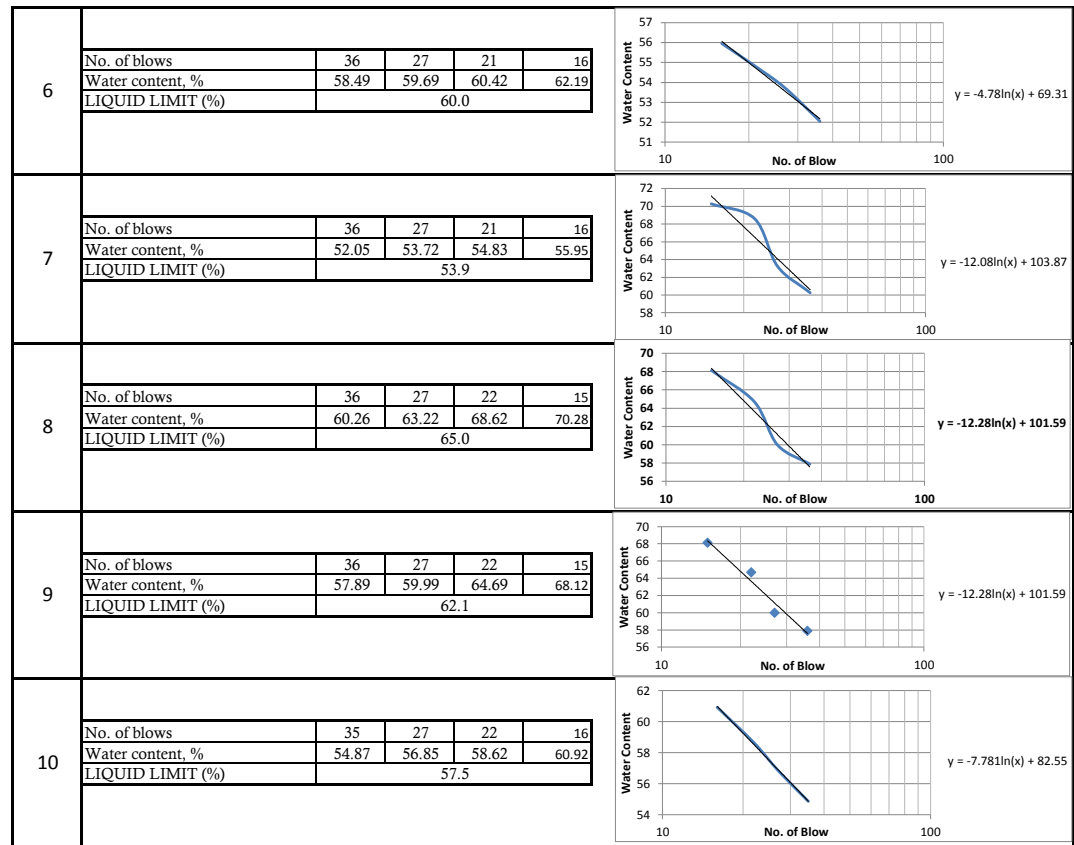 6
No. of blows 36 27 21 16
Water content, % 58.49 59.69 60.42 62.19
LIQUID LIMIT (%) 60.0
57
56
55
54
53
52
51
Water Content
10 100
No. of Blow
y = -4.78ln(x) + 69.31
7
No. of blows 36 27 21 16
Water content, % 52.05 53.72 54.83 55.95
LIQUID LIMIT (%) 53.9
72
70
68
66
64
62
60
58
Water Content
10 100
No. of Blow
y = -12.08ln(x) + 103.87
8
No. of blows 36 27 22 15
Water content, % 60.26 63.22 68.62 70.28
LIQUID LIMIT (%) 65.0
70
68
66
64
62
60
58
56
Water Content
10 No. of Blow 100
y = -12.28ln(x) + 101.59
9
No. of blows 36 27 22 15
Water content, % 57.89 59.99 64.69 68.12
LIQUID LIMIT (%) 62.1
70
68
66
64
62
60
58
56
Water Content
10 100
No. of Blow
y = -12.28ln(x) + 101.59
10
No. of blows 35 27 22 16
Water content, % 54.87 56.85 58.62 60.92
LIQUID LIMIT (%) 57.5
62
60
58
56
54
Water Content
10 No. of Blow 100
y = -7.781ln(x) + 82.55